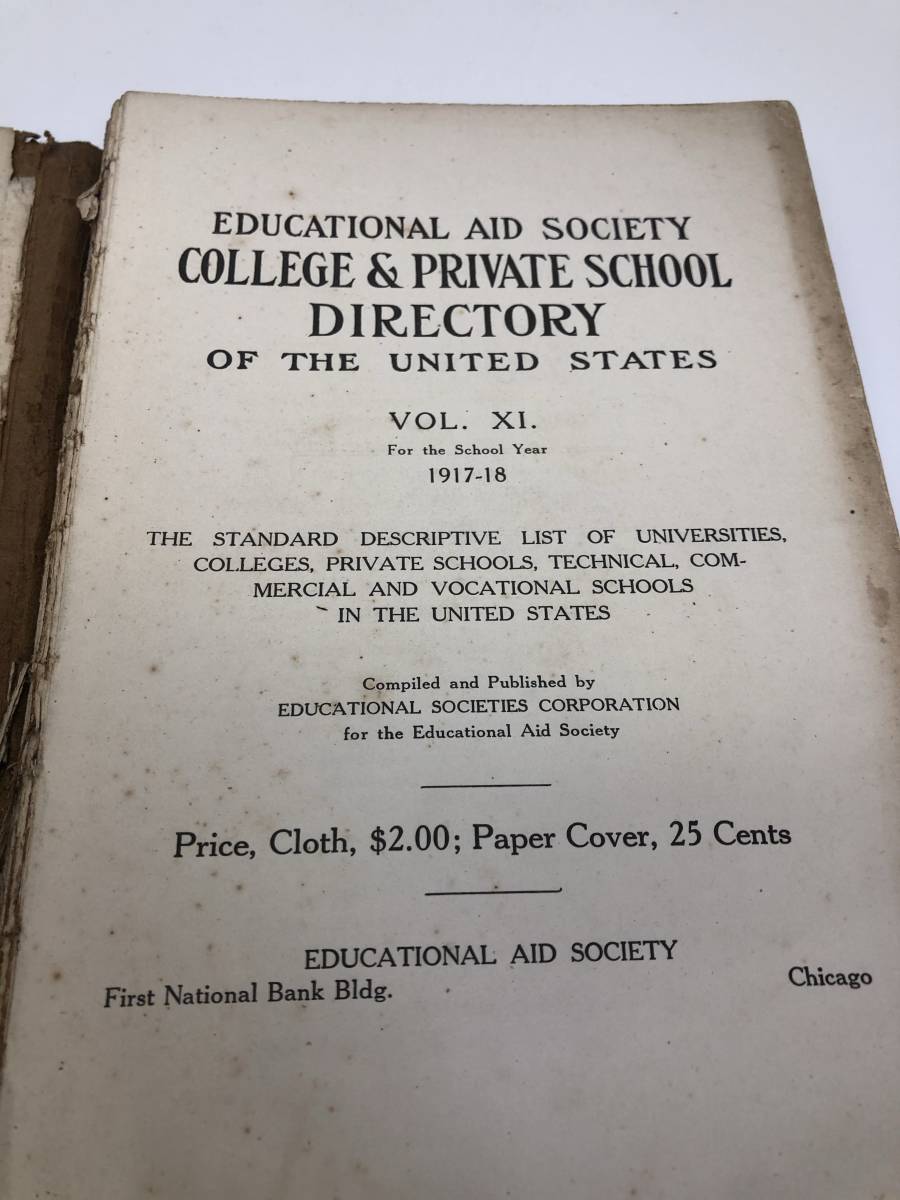 EDUCATIONAL AID SOCIETY
COLLEGE & PRIVATE SCHOOL
DIRECTORY
OF THE UNITED STATES
VOL. XI.
For the School Year
1917-18
THE STANDARD DESCRIPTIVE LIST OF UNIVERSITIES,
COLLEGES, PRIVATE SCHOOLS, TECHNICAL, COM-
MERCIAL AND VOCATIONAL SCHOOLS
IN THE UNITED STATES
Compiled and Published by
EDUCATIONAL SOCIETIES CORPORATION
for the Educational Aid Society
Price, Cloth, $2.00; Paper Cover, 25 Cents
EDUCATIONAL AID SOCIETY
First National Bank Bldg. Chicago